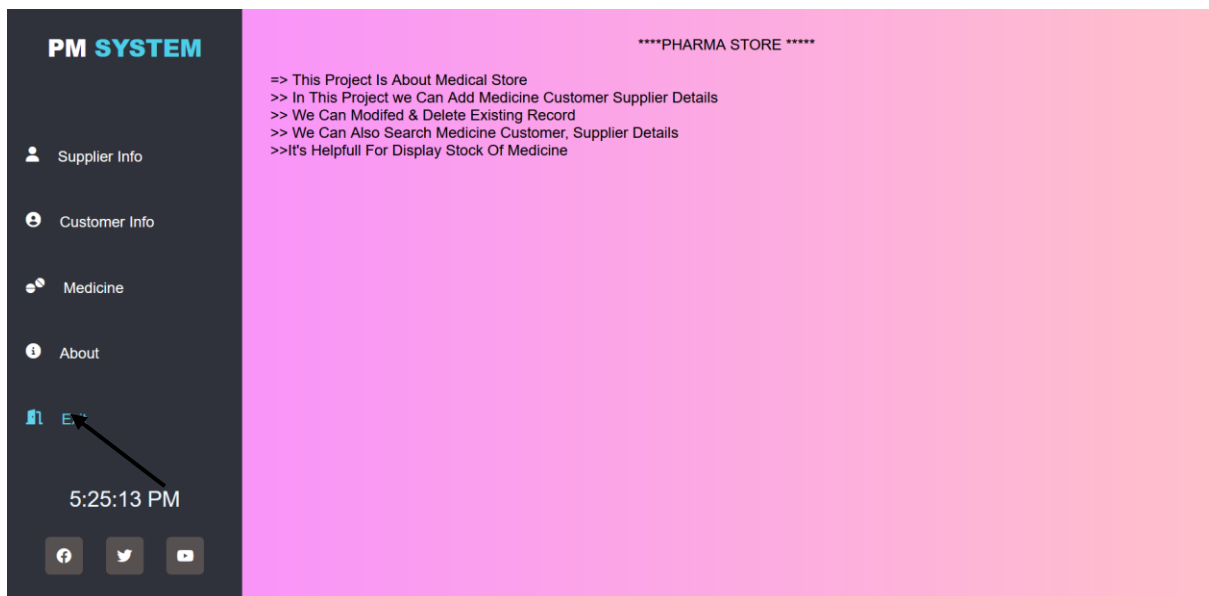 PM SYSTEM
Supplier Info
Customer Info
Medicine
About
5:25:13 PM
****PHARMA STORE *****
=> This Project Is About Medical Store
>> In This Project we Can Add Medicine Customer Supplier Details
>> We Can Modifed & Delete Existing Record
>> We Can Also Search Medicine Customer, Supplier Details
>>It's Helpfull For Display Stock Of Medicine